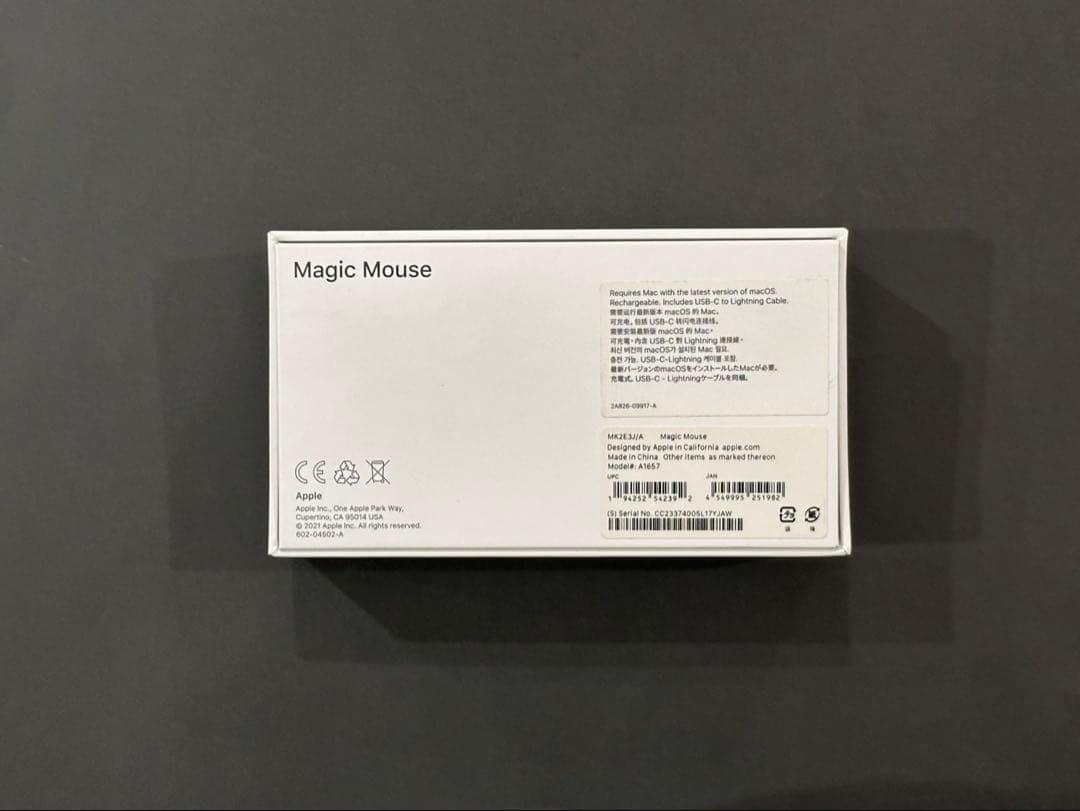 Magic Mouse
Requires Mac with the latest version of macOS.
Rechargeable. Includes USB-C to Lightning Cable.
需要运行最新版本 macOS 的 Mac。
可充电。包括 USB-C 转闪电连接线。
需要安裝最新版 macOS 的 Mac。
可充電。內含 USB-C 對 Lightning 連接線。
최신 버전의 macOS가 설치된 Mac 필요.
충전 가능. USB-C-Lightning 케이블 포함.
最新バージョンのmacOSをインストールしたMacが必要。
充電式。USB-C - Lightningケーブルを同梱。
2AB26-09917-A
MK2E3J/A Magic Mouse
Designed by Apple in California apple.com
Made in China Other items as marked thereon
Model#: A1657
UPC JAN
1 94252 54239 2 4 549995 251982
(S) Serial No. CC23374005L17YJAW
CE
Apple
Apple Inc., One Apple Park Way,
Cupertino, CA 95014 USA
© 2021 Apple Inc. All rights reserved.
602-04502-A